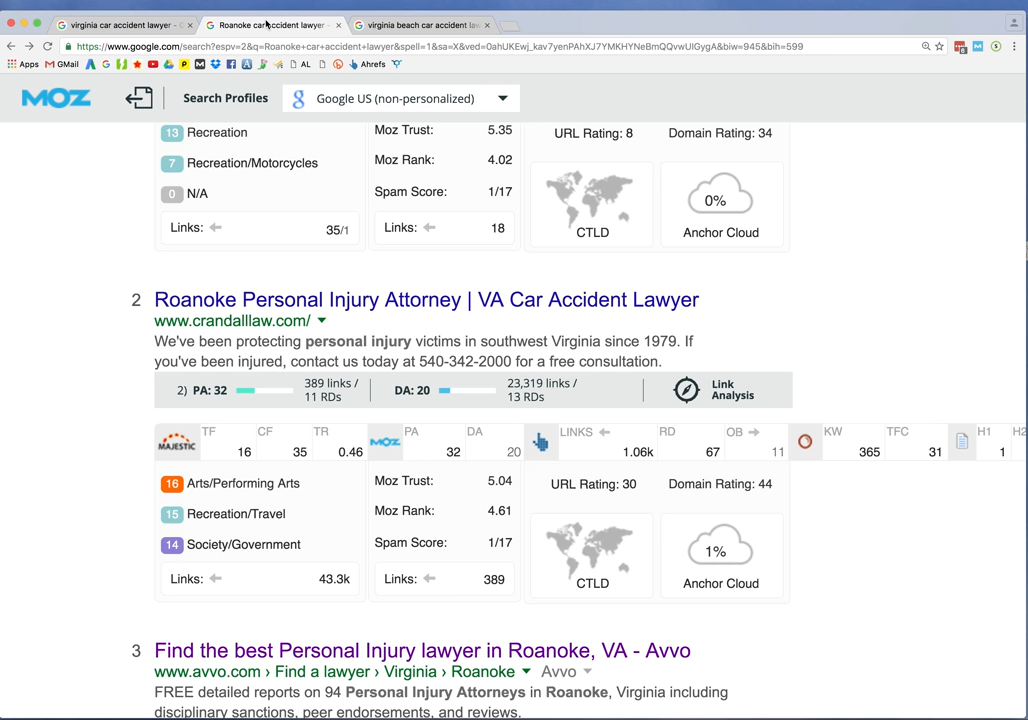 virginia car accident lawyer - G ×
Roanoke car accident lawyer - ×
virginia beach car accident law ×
https://www.google.com/search?espv=2&q=Roanoke+car+accident+lawyer&spell=1&sa=X&ved=0ahUKEwj_kav7yenPAhXJ7YMKHYNeBmQQvwUIGygA&biw=945&bih=599
Apps GMail AL Ahrefs
MOZ Search Profiles Google US (non-personalized)
13 Recreation
7 Recreation/Motorcycles
0 N/A
Links: 35/1
Moz Trust: 5.35
Moz Rank: 4.02
Spam Score: 1/17
Links: 18
URL Rating: 8 Domain Rating: 34
CTLD
0%
Anchor Cloud
2 Roanoke Personal Injury Attorney | VA Car Accident Lawyer
www.crandalllaw.com/
We've been protecting personal injury victims in southwest Virginia since 1979. If
you've been injured, contact us today at 540-342-2000 for a free consultation.
2) PA: 32 389 links / 11 RDs DA: 20 23,319 links / 13 RDs Link Analysis
MAJESTIC TF 16 CF 35 TR 0.46 MOZ PA 32 DA 20 LINKS 1.06k RD 67 OB 11 KW 365 TFC 31 H1 1 H2
16 Arts/Performing Arts
15 Recreation/Travel
14 Society/Government
Links: 43.3k
Moz Trust: 5.04
Moz Rank: 4.61
Spam Score: 1/17
Links: 389
URL Rating: 30 Domain Rating: 44
CTLD
1%
Anchor Cloud
3 Find the best Personal Injury lawyer in Roanoke, VA - Avvo
www.avvo.com › Find a lawyer › Virginia › Roanoke Avvo
FREE detailed reports on 94 Personal Injury Attorneys in Roanoke, Virginia including
disciplinary sanctions, peer endorsements, and reviews.